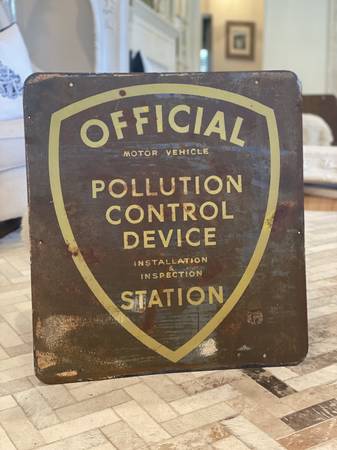 OFFICIAL
MOTOR VEHICLE
POLLUTION
CONTROL
DEVICE
INSTALLATION
&
INSPECTION
STATION